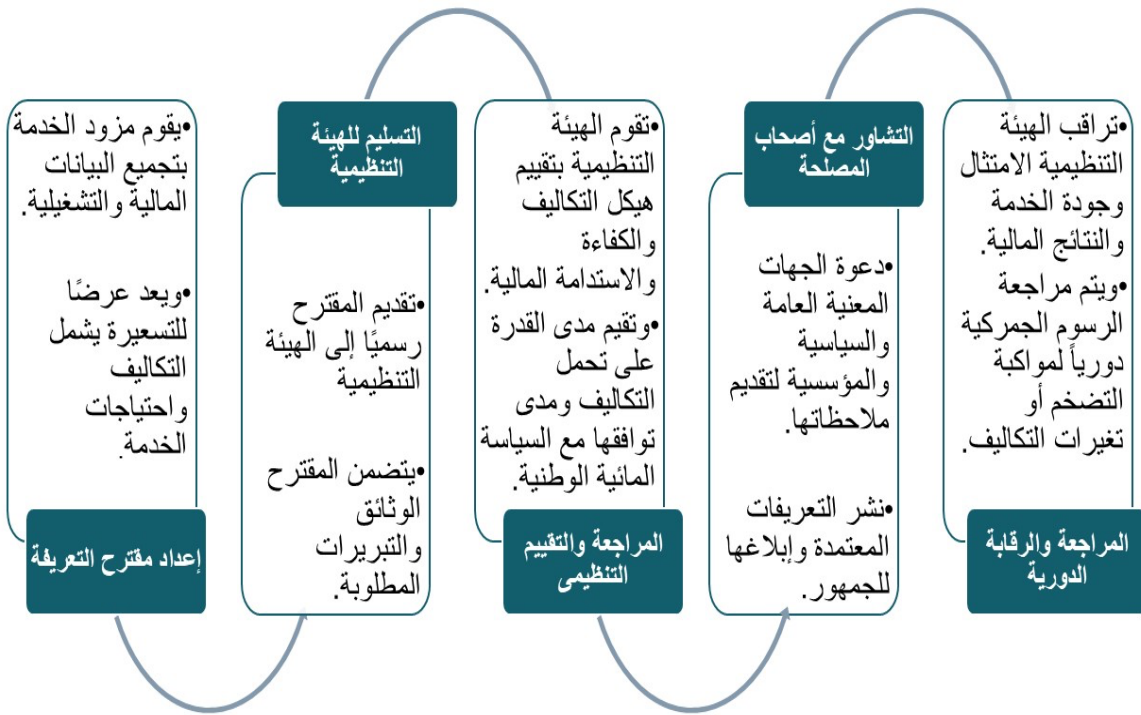 •يقوم مزود الخدمة
بتجميع البيانات
المالية والتشغيلية.
•ويعد عرضًا
للتسعيرة يشمل
التكاليف
واحتياجات
الخدمة.
إعداد مقترح التعريفة
التسليم للهيئة
التنظيمية
•تقديم المقترح
رسميًا إلى الهيئة
التنظيمية
•يتضمن المقترح
الوثائق
والتبريرات
المطلوبة.
•تقوم الهيئة
التنظيمية بتقييم
هيكل التكاليف
والكفاءة
والاستدامة المالية.
•وتقيم مدى القدرة
على تحمل
التكاليف ومدى
توافقها مع السياسة
المائية الوطنية.
المراجعة والتقييم
التنظيمى
التشاور مع أصحاب
المصلحة
•دعوة الجهات
المعنية العامة
والسياسية
والمؤسسية لتقديم
ملاحظاتها.
•نشر التعريفات
المعتمدة وإبلاغها
للجمهور.
•تراقب الهيئة
التنظيمية الامتثال
وجودة الخدمة
والنتائج المالية.
•ويتم مراجعة
الرسوم الجمركية
دورياً لمواكبة
التضخم أو
تغيرات التكاليف.
المراجعة والرقابة
الدورية